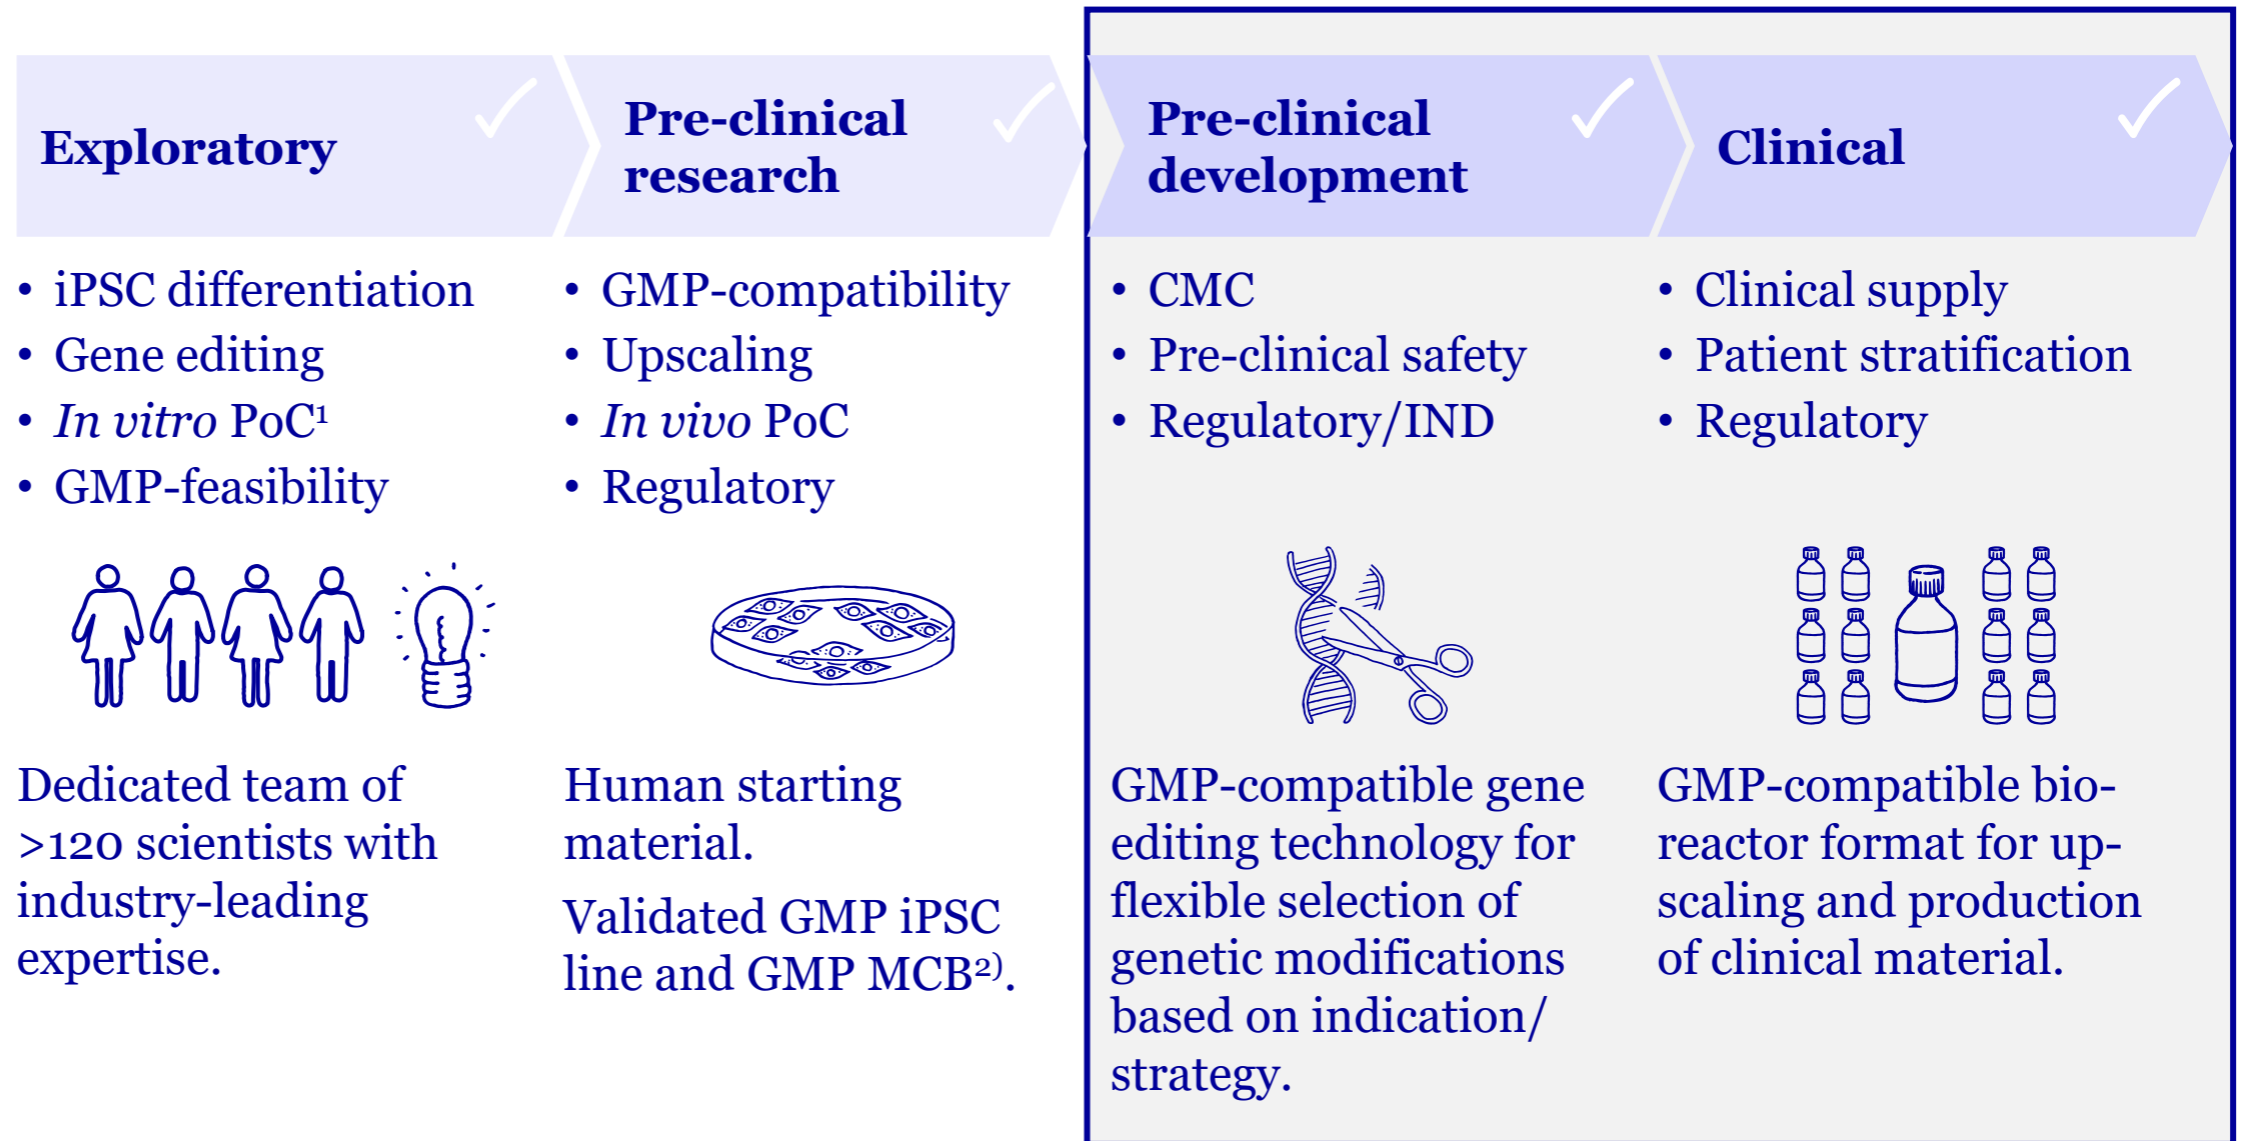 Exploratory
• iPSC differentiation
• Gene editing
• In vitro PoC¹
• GMP-feasibility
Dedicated team of
>120 scientists with
industry-leading
expertise.
Pre-clinical
research
• GMP-compatibility
• Upscaling
• In vivo PoC
• Regulatory
Human starting
material.
Validated GMP iPSC
line and GMP MCB²⁾.
Pre-clinical
development
• CMC
• Pre-clinical safety
• Regulatory/IND
GMP-compatible gene
editing technology for
flexible selection of
genetic modifications
based on indication/
strategy.
Clinical
• Clinical supply
• Patient stratification
• Regulatory
GMP-compatible bio-
reactor format for up-
scaling and production
of clinical material.